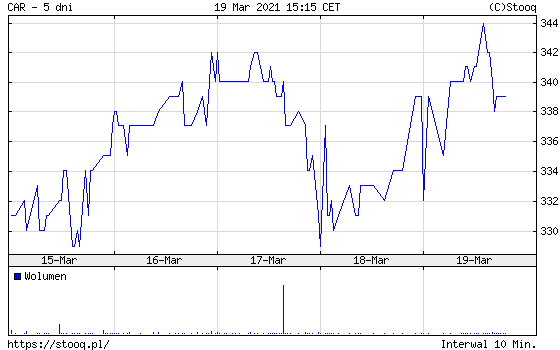 CAR - 5 dni 19 Mar 2021 15:15 CET (C)Stooq
344
342
340
338
336
334
332
330
15-Mar 16-Mar 17-Mar 18-Mar 19-Mar
Wolumen
https://stooq.pl/ Interwal 10 Min.